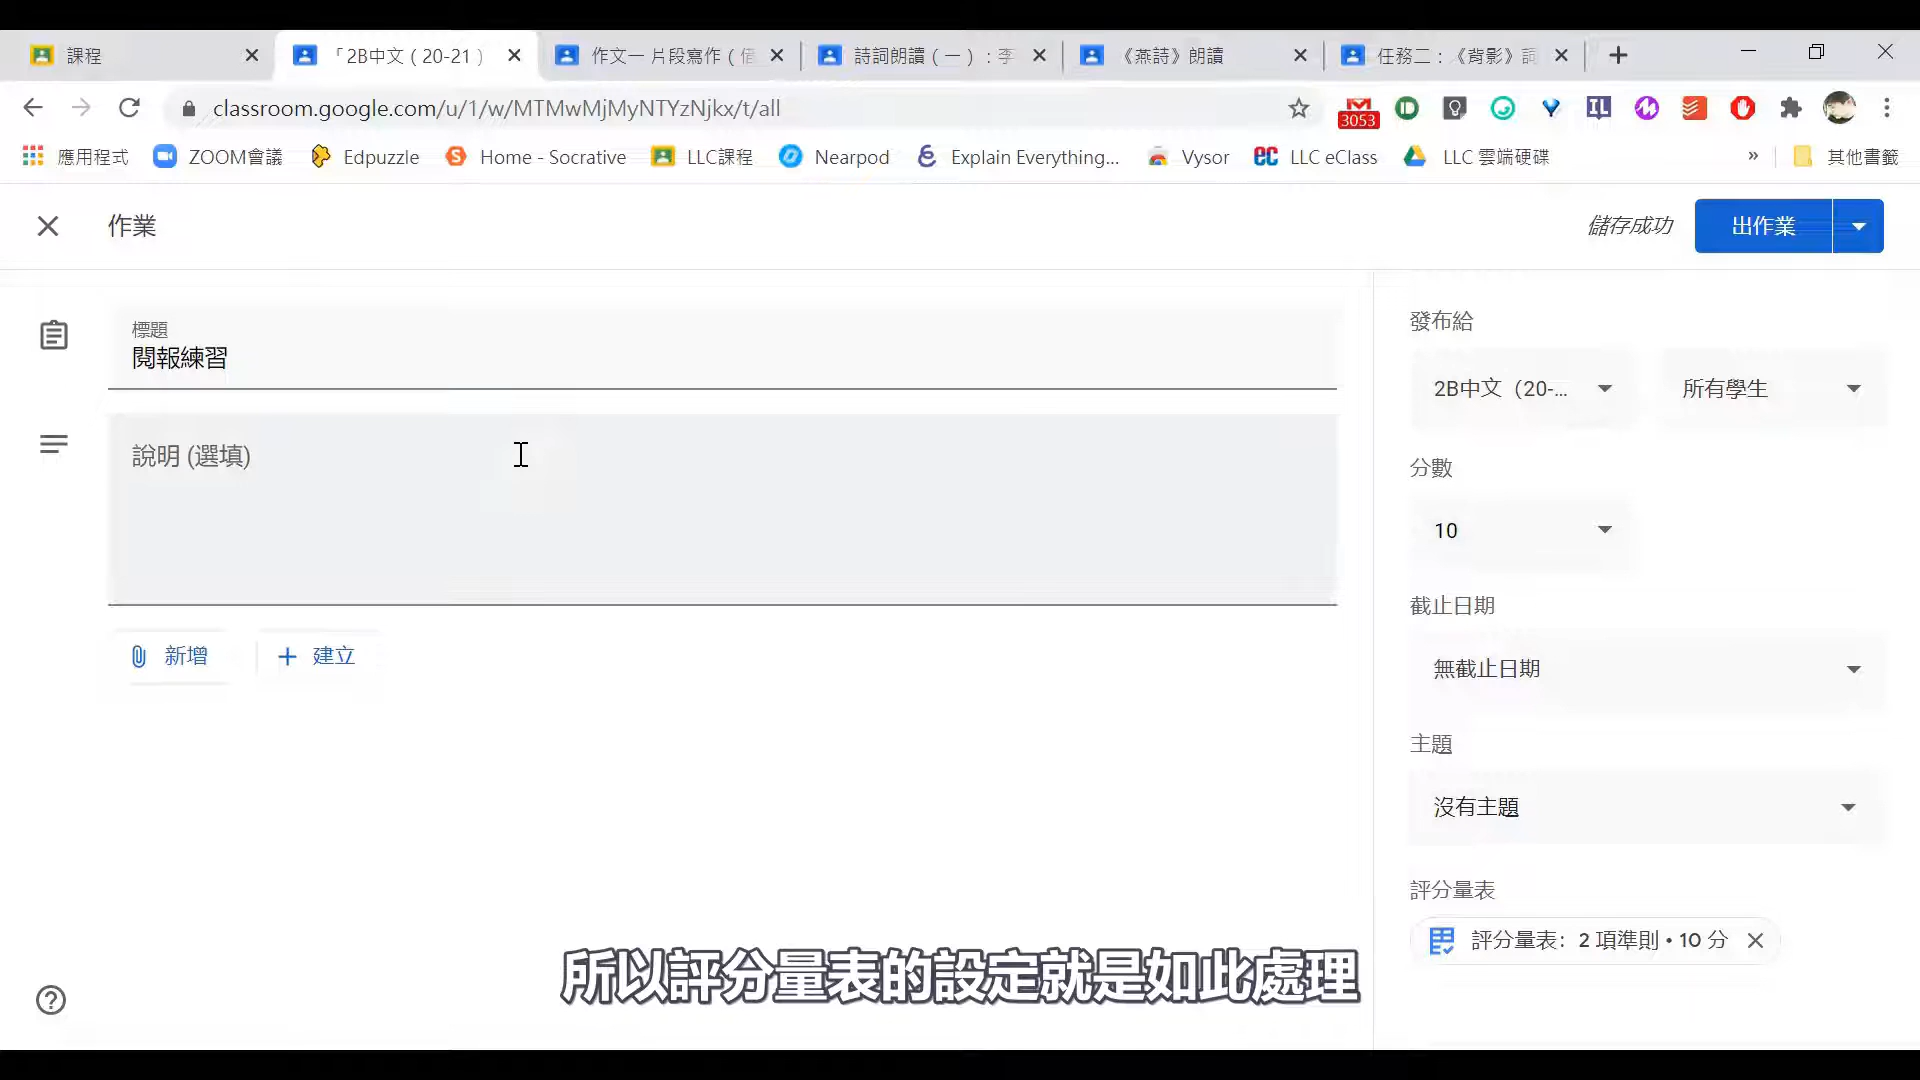 課程
「2B中文 ( 20-21 )
作文一 片段寫作 ( 借
詩詞朗讀 ( 一 ) ：李
《燕詩》朗讀
任務二：《背影》詞
classroom.google.com/u/1/w/MTMwMjMyNTYzNjkx/t/all
3053
IL
應用程式
ZOOM會議
Edpuzzle
Home - Socrative
LLC課程
Nearpod
Explain Everything...
Vysor
LLC eClass
LLC 雲端硬碟
»
其他書籤
作業
儲存成功
出作業
標題
閱報練習
說明 (選填)
新增
建立
發布給
2B中文（20-...
所有學生
分數
10
截止日期
無截止日期
主題
沒有主題
評分量表
評分量表：2 項準則 • 10 分
所以評分量表的設定就是如此處理